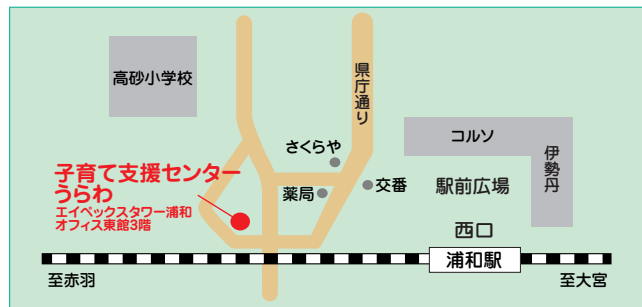 高砂小学校
県庁通り
コルソ
伊勢丹
さくらや
子育て支援センター
うらわ
エイペックスタワー浦和
オフィス東館3階
薬局
交番
駅前広場
西口
浦和駅
至赤羽
至大宮